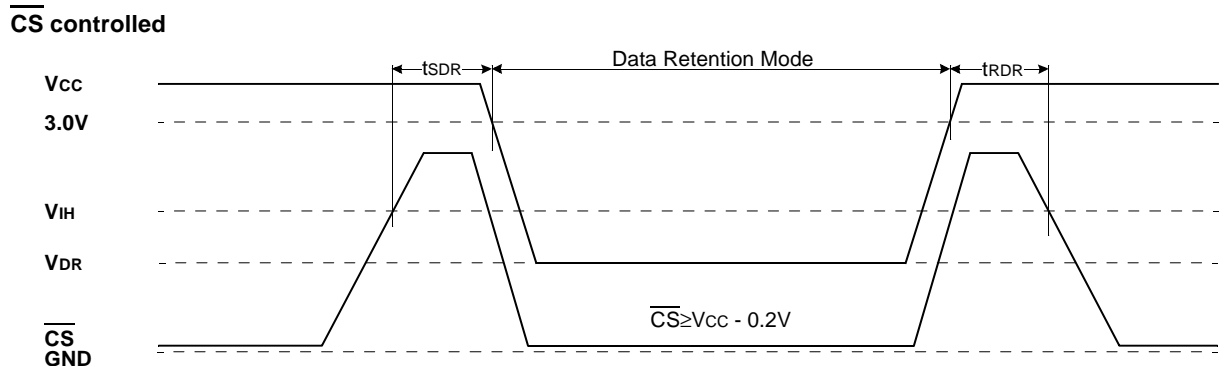 CS controlled
tSDR
Data Retention Mode
tRDR
VCC
3.0V
VIH
VDR
CS≥VCC - 0.2V
CS
GND